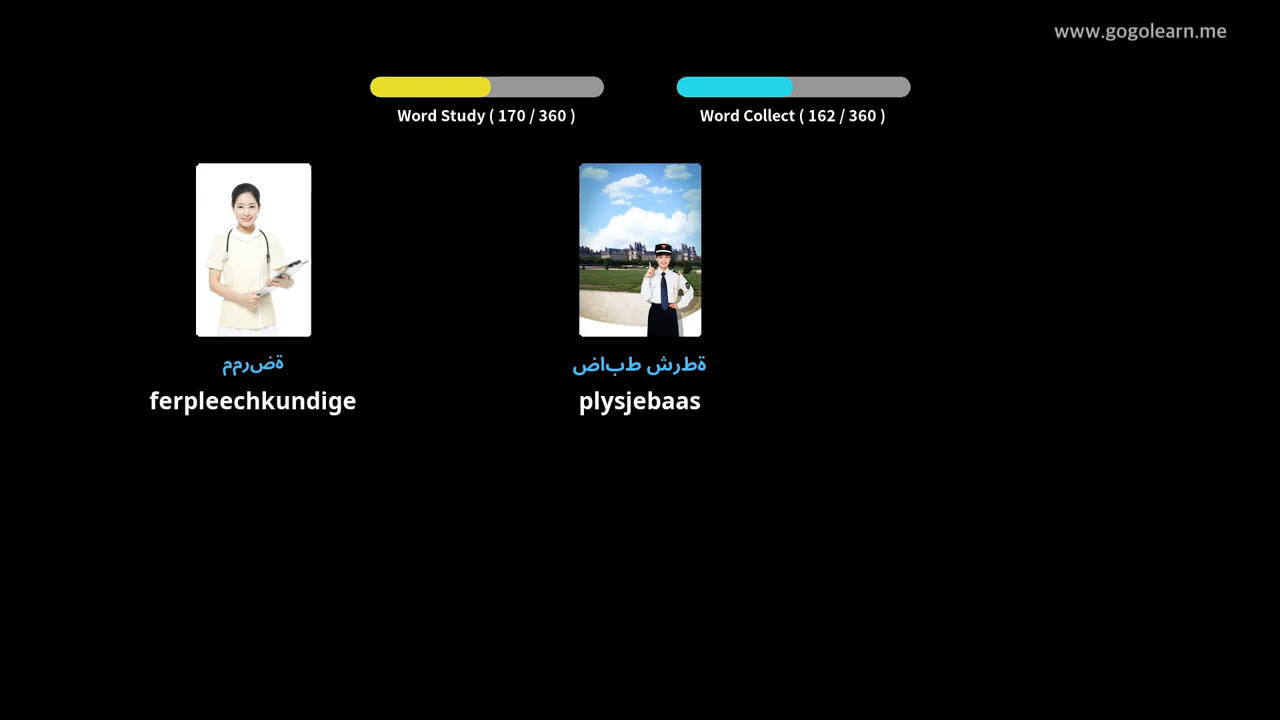 www.gogolearn.me
Word Study ( 170 / 360 )
Word Collect ( 162 / 360 )
ةضرمم
ةطرش طباض
ferpleechkundige
plysjebaas